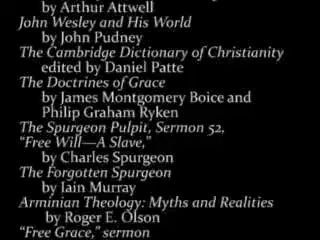 by Arthur Attwell
John Wesley and His World
by John Pudney
The Cambridge Dictionary of Christianity
edited by Daniel Patte
The Doctrines of Grace
by James Montgomery Boice and
Philip Graham Ryken
The Spurgeon Pulpit, Sermon 52,
“Free Will—A Slave,”
by Charles Spurgeon
The Forgotten Spurgeon
by Iain Murray
Arminian Theology: Myths and Realities
by Roger E. Olson
“Free Grace,” sermon